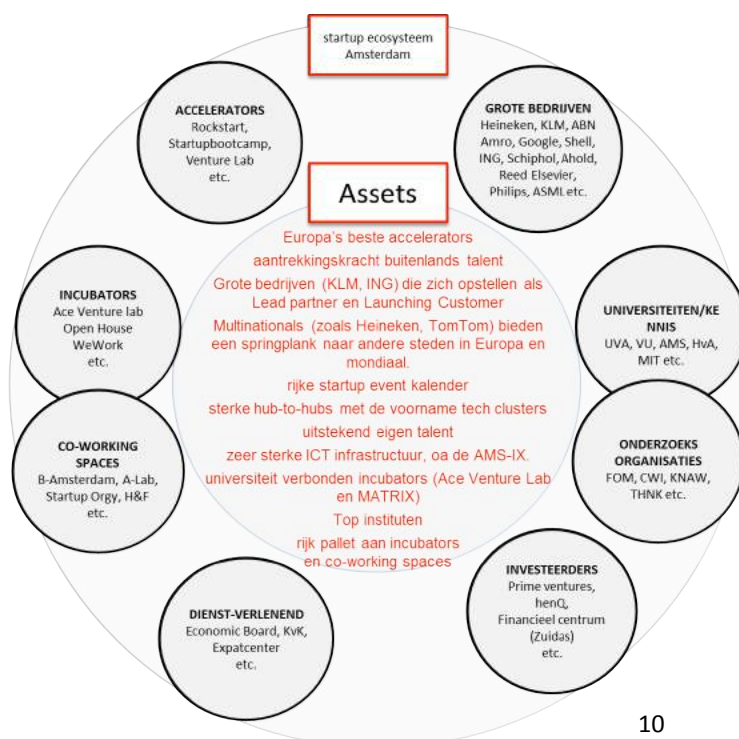 startup ecosysteem
Amsterdam
ACCELERATORS
Rockstart,
Startupbootcamp,
Venture Lab
etc.
GROTE BEDRIJVEN
Heineken, KLM, ABN
Amro, Google, Shell,
ING, Schiphol, Ahold,
Reed Elsevier,
Philips, ASML etc.
Assets
Europa's beste accelerators
aantrekkingskracht buitenlands talent
Grote bedrijven (KLM, ING) die zich opstellen als
Lead partner en Launching Customer
Multinationals (zoals Heineken, TomTom) bieden
een springplank naar andere steden in Europa en
mondiaal.
rijke startup event kalender
sterke hub-to-hubs met de voorname tech clusters
uitstekend eigen talent
zeer sterke ICT infrastructuur, oa de AMS-IX.
universiteit verbonden incubators (Ace Venture Lab
en MATRIX)
Top instituten
rijk pallet aan incubators
en co-working spaces
INCUBATORS
Ace Venture lab
Open House
WeWork
etc.
UNIVERSITEITEN/KE
NNIS
UVA, VU, AMS, HvA,
MIT etc.
CO-WORKING
SPACES
B-Amsterdam, A-Lab,
Startup Orgy, H&F
etc.
ONDERZOEKS
ORGANISATIES
FOM, CWI, KNAW,
THNK etc.
DIENST-VERLENEND
Economic Board, KvK,
Expatcenter
etc.
INVESTEERDERS
Prime ventures,
henQ,
Financieel centrum
(Zuidas)
etc.
10